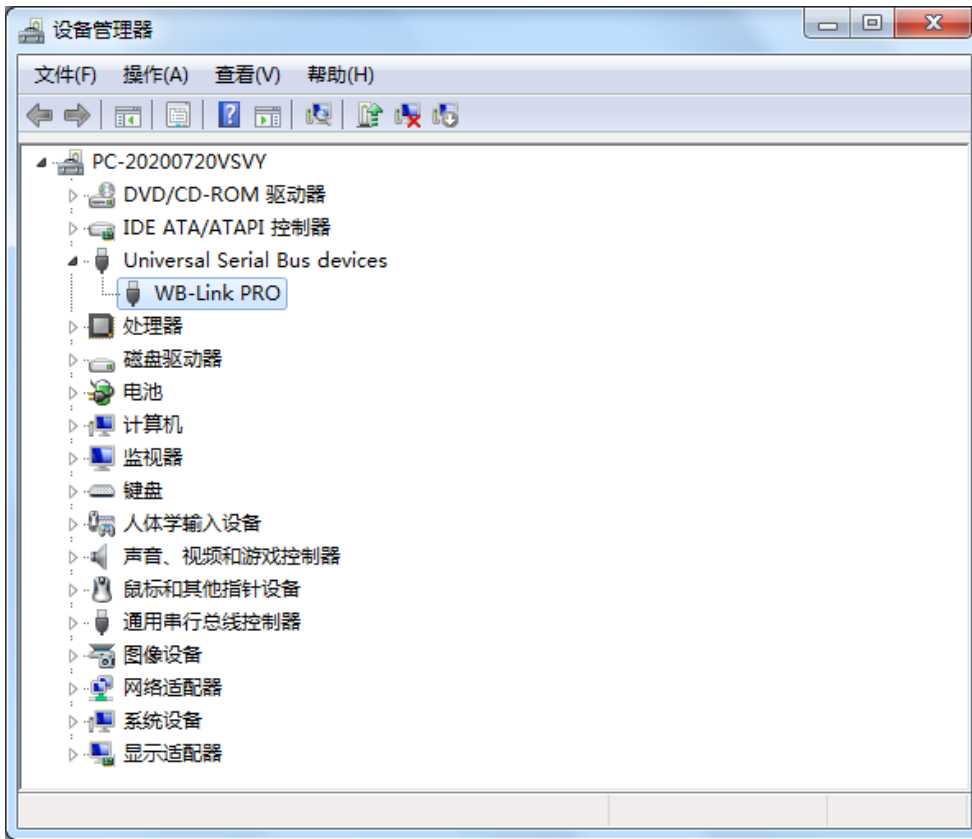 设备管理器
文件(F) 操作(A) 查看(V) 帮助(H)
PC-20200720VSVY
DVD/CD-ROM 驱动器
IDE ATA/ATAPI 控制器
Universal Serial Bus devices
WB-Link PRO
处理器
磁盘驱动器
电池
计算机
监视器
键盘
人体学输入设备
声音、视频和游戏控制器
鼠标和其他指针设备
通用串行总线控制器
图像设备
网络适配器
系统设备
显示适配器